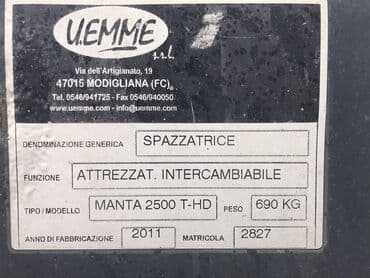 U.EMME s.r.l.
Via dell'Artigianato, 19
47015 MODIGLIANA (FC)
Tel. 0546/941725 - Fax 0546/940050
www.uemme.com - info@uemme.com
DENOMINAZIONE GENERICA SPAZZATRICE
FUNZIONE ATTREZZAT. INTERCAMBIABILE
TIPO / MODELLO MANTA 2500 T-HD PESO 690 KG
ANNO DI FABBRICAZIONE 2011 MATRICOLA 2827